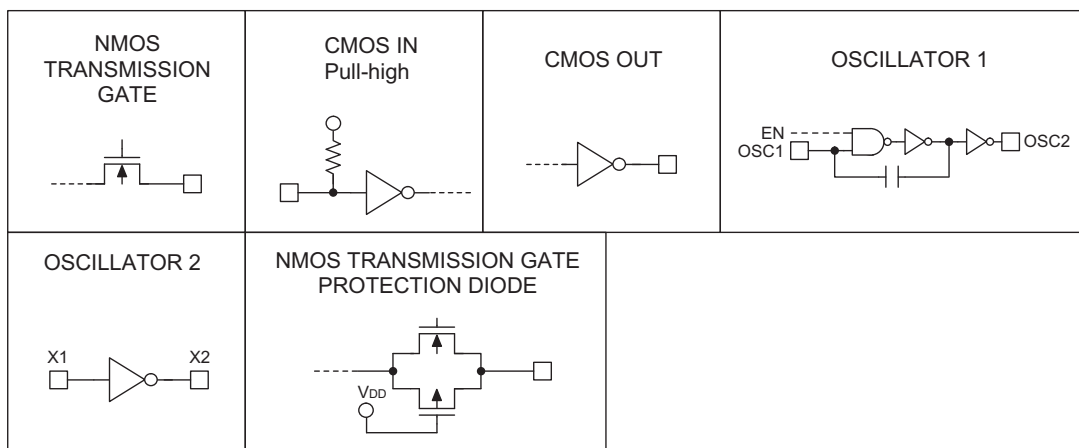 NMOS
TRANSMISSION
GATE
CMOS IN
Pull-high
CMOS OUT
OSCILLATOR 1
EN
OSC1
OSC2
OSCILLATOR 2
X1
X2
NMOS TRANSMISSION GATE
PROTECTION DIODE
VDD